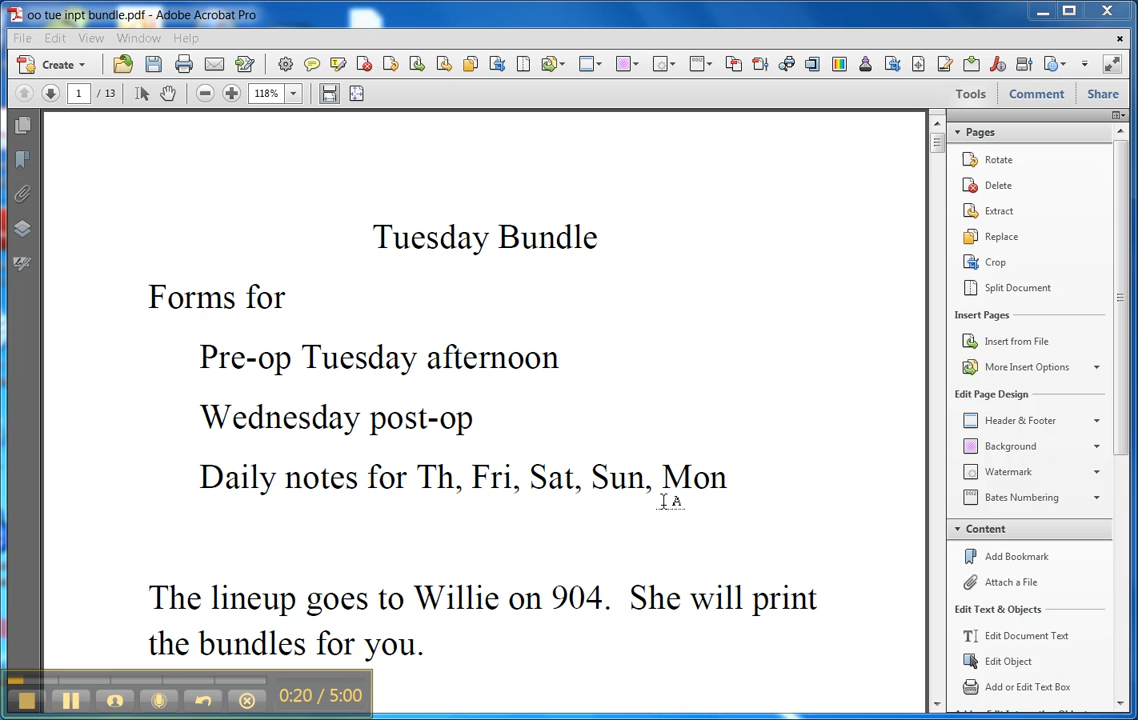 oo tue inpt bundle.pdf - Adobe Acrobat Pro
File Edit View Window Help
Create
1 / 13 118% Tools Comment Share
Tuesday Bundle
Forms for
Pre-op Tuesday afternoon
Wednesday post-op
Daily notes for Th, Fri, Sat, Sun, Mon
The lineup goes to Willie on 904. She will print
the bundles for you.
Pages
Rotate
Delete
Extract
Replace
Crop
Split Document
Insert Pages
Insert from File
More Insert Options
Edit Page Design
Header & Footer
Background
Watermark
Bates Numbering
Content
Add Bookmark
Attach a File
Edit Text & Objects
Edit Document Text
Edit Object
Add or Edit Text Box
0:20 / 5:00